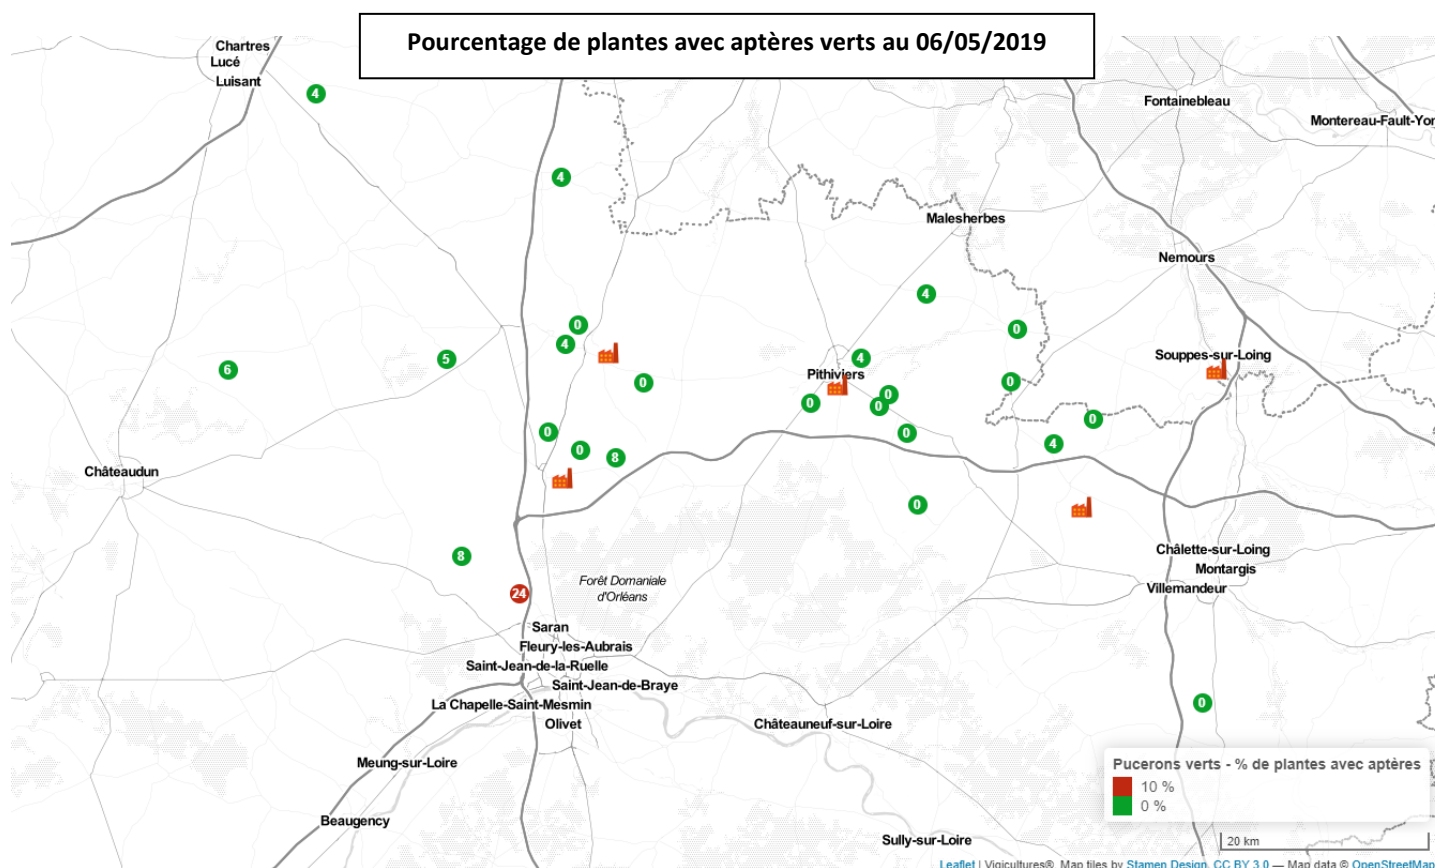 Pourcentage de plantes avec aptères verts au 06/05/2019
Chartres
Lucé
Luisant
4
Fontainebleau
Montereau-Fault-Yon
4
Malesherbes
Nemours
4
0
0
4
Souppes-sur-Loing
5
4
6
Pithiviers
0
0
0
0
0
0
0
0
4
0
0
8
Châteaudun
0
Châlette-sur-Loing
8
Montargis
Villemandeur
Forêt Domaniale
d'Orléans
24
Saran
Fleury-les-Aubrais
Saint-Jean-de-la-Ruelle
Saint-Jean-de-Braye
La Chapelle-Saint-Mesmin
0
Olivet
Châteauneuf-sur-Loire
Meung-sur-Loire
Pucerons verts - % de plantes avec aptères
10 %
0 %
Beaugency
Sully-sur-Loire
20 km
Leaflet | Vigicultures®, Map tiles by Stamen Design, CC BY 3.0 — Map data © OpenStreetMap